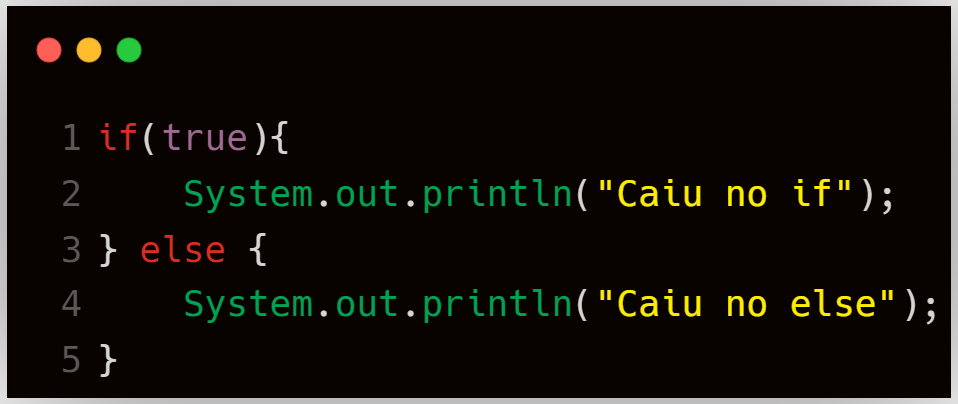 1 if(true){
2     System.out.println("Caiu no if");
3 } else {
4     System.out.println("Caiu no else");
5 }